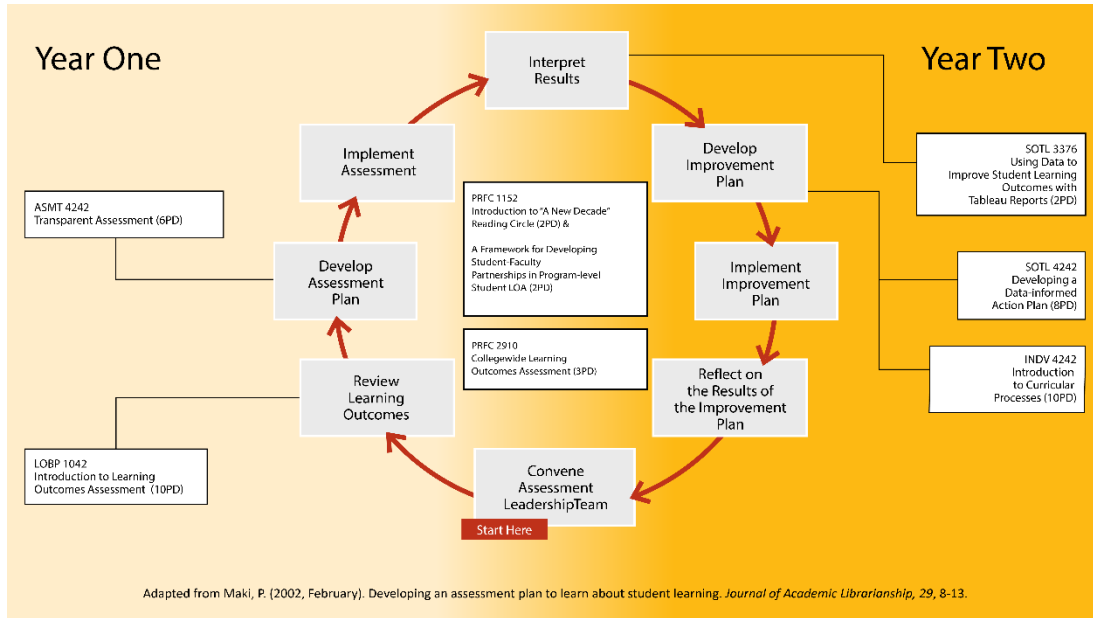 Year One
Year Two
Interpret
Results
Implement
Assessment
Develop
Improvement
Plan
SOTL 3376
Using Data to
Improve Student Learning
Outcomes with
Tableau Reports (2PD)
ASMT 4242
Transparent Assessment (6PD)
PRFC 1152
Introduction to "A New Decade"
Reading Circle (2PD) &
A Framework for Developing
Student-Faculty
Partnerships in Program-level
Student LOA (2PD)
Develop
Assessment
Plan
Implement
Improvement
Plan
SOTL 4242
Developing a
Data-informed
Action Plan (8PD)
PRFC 2910
Collegewide Learning
Outcomes Assessment (3PD)
INDV 4242
Introduction
to Curricular
Processes (10PD)
Review
Learning
Outcomes
Reflect on
the Results of
the Improvement
Plan
LOBP 1042
Introduction to Learning
Outcomes Assessment (10PD)
Convene
Assessment
LeadershipTeam
Start Here
Adapted from Maki, P. (2002, February). Developing an assessment plan to learn about student learning. Journal of Academic Librarianship, 29, 8-13.